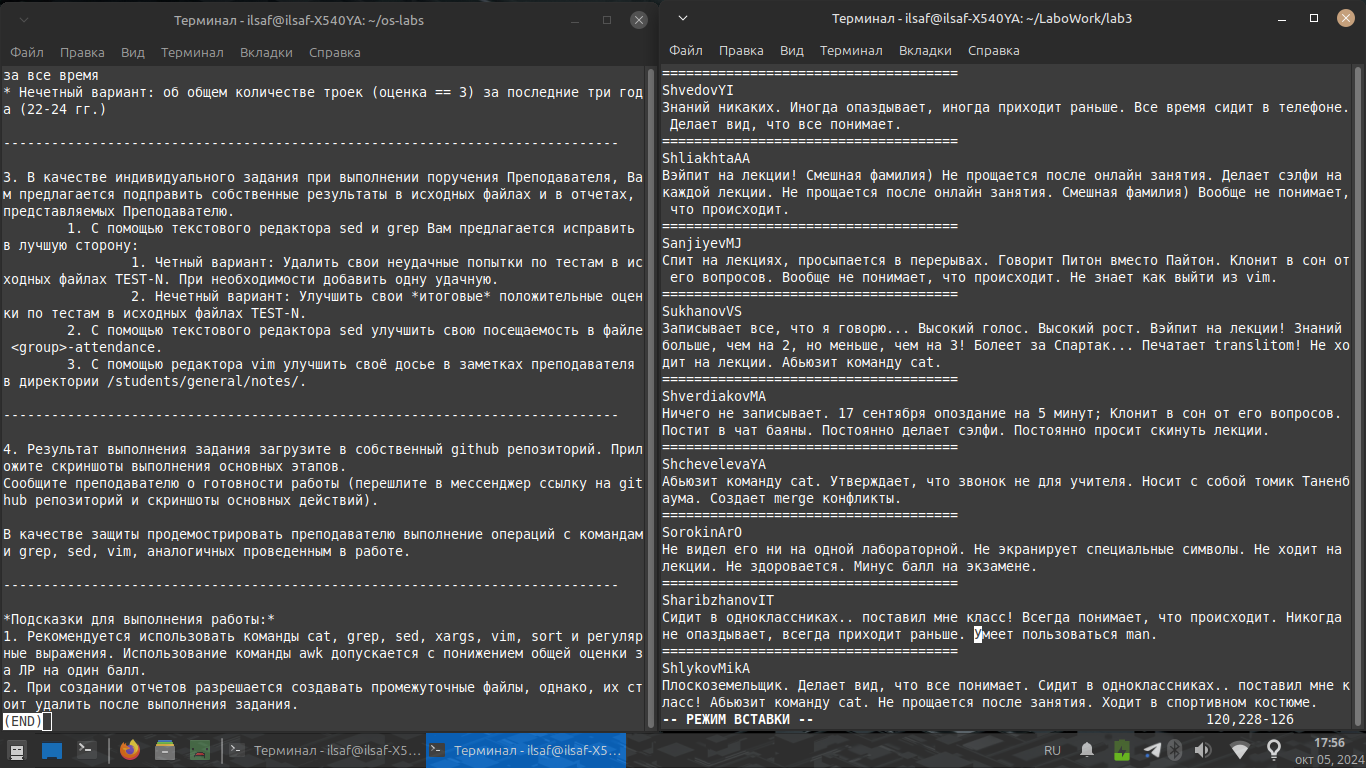 Терминал - ilsaf@ilsaf-X540YA: ~/os-labs
Файл Правка Вид Терминал Вкладки Справка
за все время
* Нечетный вариант: об общем количестве троек (оценка == 3) за последние три год
а (22-24 гг.)
-----------------------------------------------------------------------------
3. В качестве индивидуального задания при выполнении поручения Преподавателя, Ва
м предлагается подправить собственные результаты в исходных файлах и в отчетах,
представляемых Преподавателю.
1. С помощью текстового редактора sed и grep Вам предлагается исправить
в лучшую сторону:
1. Четный вариант: Удалить свои неудачные попытки по тестам в ис
ходных файлах TEST-N. При необходимости добавить одну удачную.
2. Нечетный вариант: Улучшить свои *итоговые* положительные оцен
ки по тестам в исходных файлах TEST-N.
2. С помощью текстового редактора sed улучшить свою посещаемость в файле
<group>-attendance.
3. С помощью редактора vim улучшить своё досье в заметках преподавателя
в директории /students/general/notes/.
-----------------------------------------------------------------------------
4. Результат выполнения задания загрузите в собственный github репозиторий. Прил
ожите скриншоты выполнения основных этапов.
Сообщите преподавателю о готовности работы (перешлите в мессенджер ссылку на git
hub репозиторий и скриншоты основных действий).
В качестве защиты продемострировать преподавателю выполнение операций с командам
и grep, sed, vim, аналогичных проведенным в работе.
-----------------------------------------------------------------------------
*Подсказки для выполнения работы:*
1. Рекомендуется использовать команды cat, grep, sed, xargs, vim, sort и регуляр
ные выражения. Использование команды awk допускается с понижением общей оценки з
а ЛР на один балл.
2. При создании отчетов разрешается создавать промежуточные файлы, однако, их ст
оит удалить после выполнения задания.
(END)
Терминал - ilsaf@ilsaf-X540YA: ~/LaboWork/lab3
Файл Правка Вид Терминал Вкладки Справка
=====================================
ShvedovYI
Знаний никаких. Иногда опаздывает, иногда приходит раньше. Все время сидит в телефоне.
Делает вид, что все понимает.
=====================================
ShliakhtaAA
Вэйпит на лекции! Смешная фамилия) Не прощается после онлайн занятия. Делает сэлфи на
каждой лекции. Не прощается после онлайн занятия. Смешная фамилия) Вообще не понимает,
что происходит.
=====================================
SanjiyevMJ
Спит на лекциях, просыпается в перерывах. Говорит Питон вместо Пайтон. Клонит в сон от
его вопросов. Вообще не понимает, что происходит. Не знает как выйти из vim.
=====================================
SukhanovVS
Записывает все, что я говорю... Высокий голос. Высокий рост. Вэйпит на лекции! Знаний
больше, чем на 2, но меньше, чем на 3! Болеет за Спартак... Печатает translitom! Не хо
дит на лекции. Абьюзит команду cat.
=====================================
ShverdiakovMA
Ничего не записывает. 17 сентября опоздание на 5 минут; Клонит в сон от его вопросов.
Постит в чат баяны. Постоянно делает сэлфи. Постоянно просит скинуть лекции.
=====================================
ShchevelevaYA
Абьюзит команду cat. Утверждает, что звонок не для учителя. Носит с собой томик Таненб
аума. Создает merge конфликты.
=====================================
SorokinArO
Не видел его ни на одной лабораторной. Не экранирует специальные символы. Не ходит на
лекции. Не здоровается. Минус балл на экзамене.
=====================================
SharibzhanovIT
Сидит в одноклассниках.. поставил мне класс! Всегда понимает, что происходит. Никогда
не опаздывает, всегда приходит раньше. Умеет пользоваться man.
=====================================
ShlykovMikA
Плоскоземельщик. Делает вид, что все понимает. Сидит в одноклассниках.. поставил мне к
ласс! Абьюзит команду cat. Не прощается после занятия. Ходит в спортивном костюме.
-- РЕЖИМ ВСТАВКИ -- 120,228-126
Терминал - ilsaf@ilsaf-X5... Терминал - ilsaf@ilsaf-X5... RU 17:56
окт 05, 2024